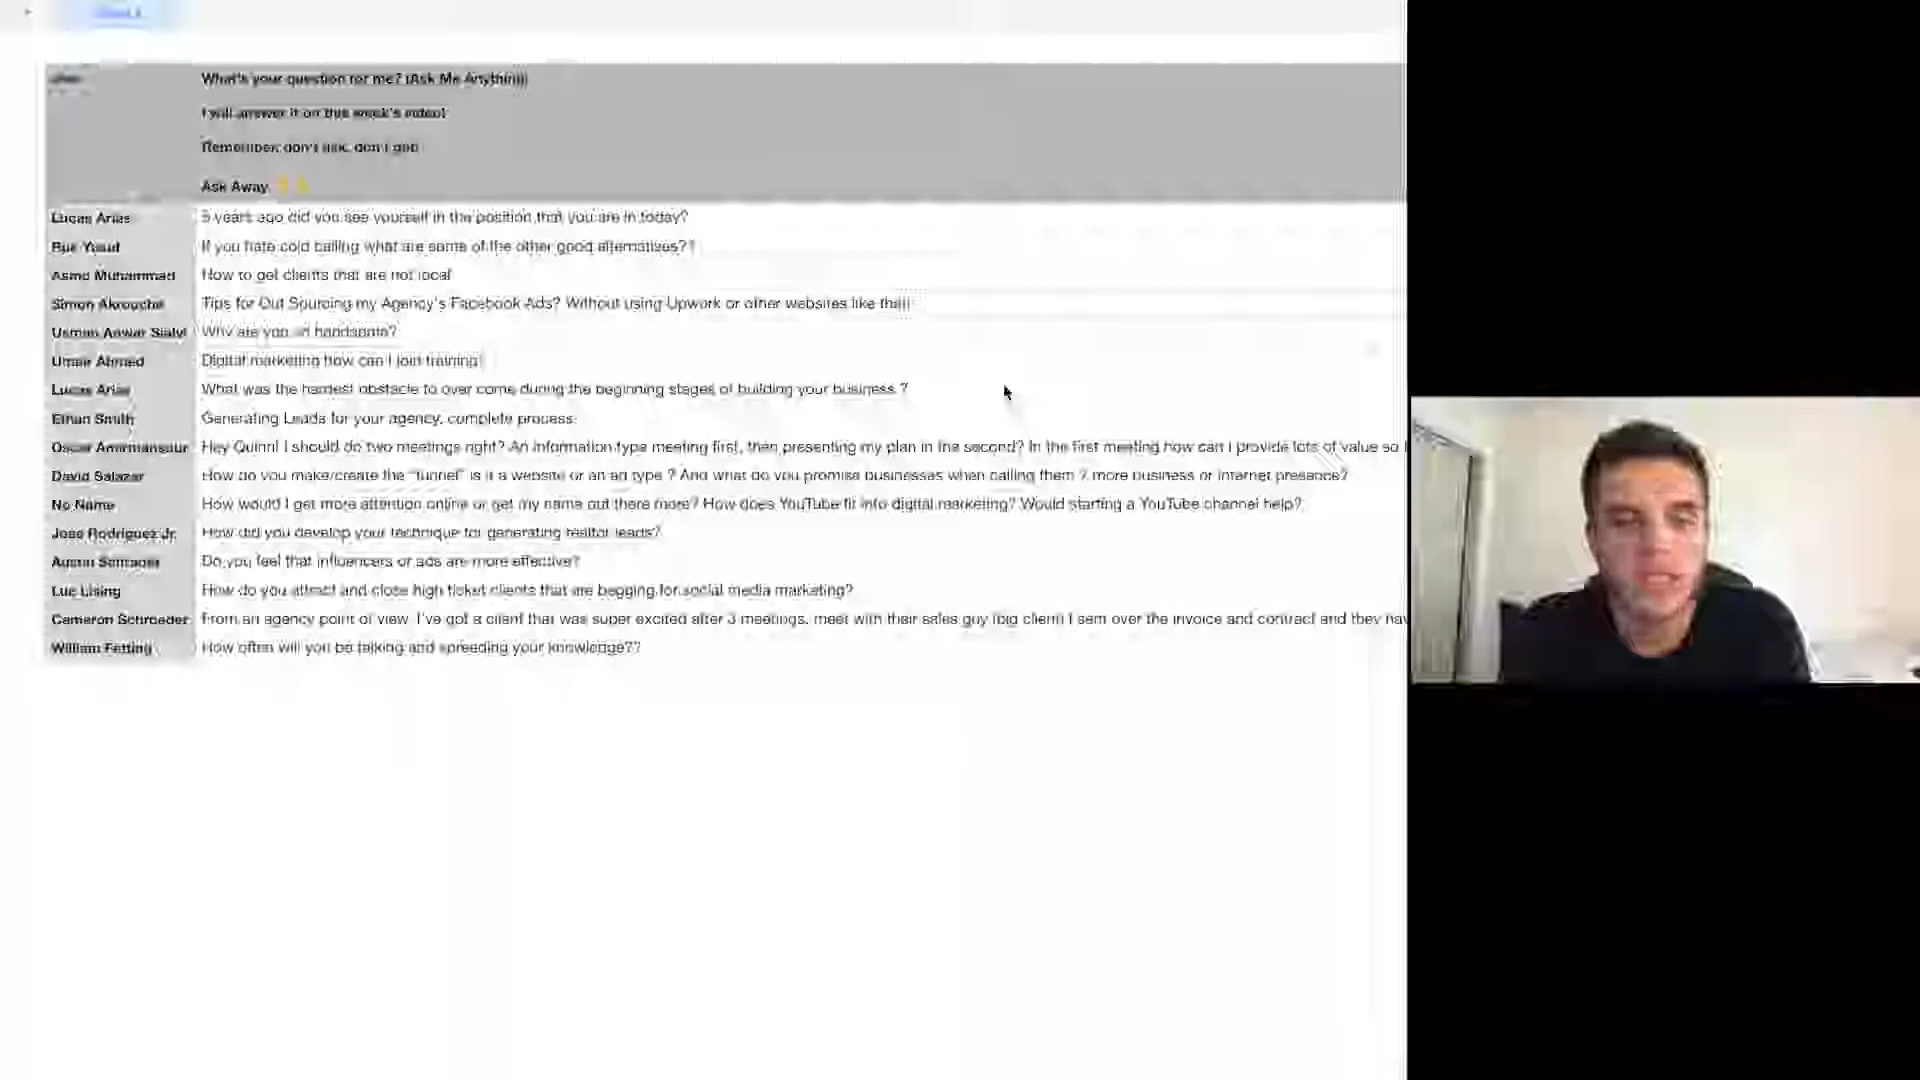 What's your question for me? (Ask Me Anything)
I will answer it on this week's video!
Remember, don't ask, don't get
Ask Away
Lucas Arias 5 years ago did you see yourself in the position that you are in today?
If you hate cold calling what are some of the other good alternatives??
Asmo Muhammad How to get clients that are not local
Simon Akrouche Tips for Out Sourcing my Agency's Facebook Ads? Without using Upwork or other websites like that!
Usman Anwar Why are you so handsome?
Umair Ahmed Digital marketing how can I join training
Lucas Arias What was the hardest obstacle to over come during the beginning stages of building your business ?
Ethan Smith Generating Leads for your agency, complete process.
Oscar Hey Quinn! I should do two meetings right? An information type meeting first, then presenting my plan in the second? In the first meeting how can I provide lots of value so
David Salazar How do you make/create the "funnel" is it a website or an ad type ? And what do you promise businesses when calling them ? more business or internet presence?
No Name How would I get more attention online or get my name out there more? How does YouTube fit into digital marketing? Would starting a YouTube channel help?
Jose Rodriguez Jr. How did you develop your technique for generating realtor leads?
Austin Do you feel that influencers or ads are more effective?
Luc Lising How do you attract and close high ticket clients that are begging for social media marketing?
Cameron Schroeder From an agency point of view. I've got a client that was super excited after 3 meetings, meet with their sales guy (big client) I sent over the invoice and contract and they hav
William Fetting How often will you be talking and spreading your knowledge??